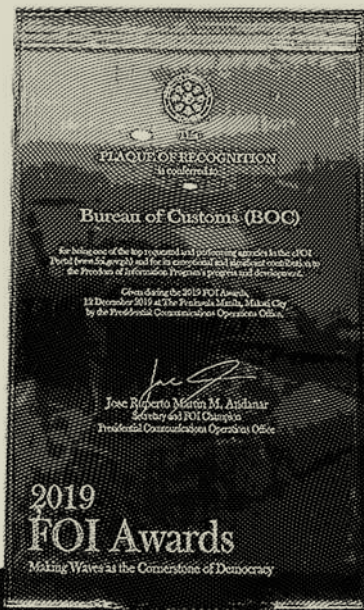 PLAQUE OF RECOGNITION
is conferred to
Bureau of Customs (BOC)
for being one of the top requested and performing agencies in the eFOI
Portal (www.foi.gov.ph) and for its exceptional and significant contribution to
the Freedom of Information Program's progress and development.
Given during the 2019 FOI Awards,
12 December 2019 at The Peninsula Manila, Makati City
by the Presidential Communications Operations Office.
Jose Ruperto Martin M. Andanar
Secretary and FOI Champion
Presidential Communications Operations Office
2019
FOI Awards
Making Waves as the Cornerstone of Democracy